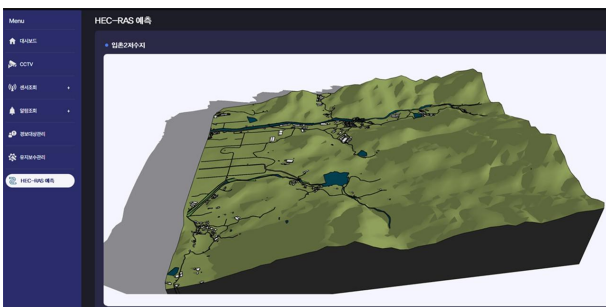 Menu
HEC-RAS 예측
대시보드
입촌2저수지
CCTV
센서조회
알람조회
경보대상관리
유지보수관리
HEC-RAS 예측